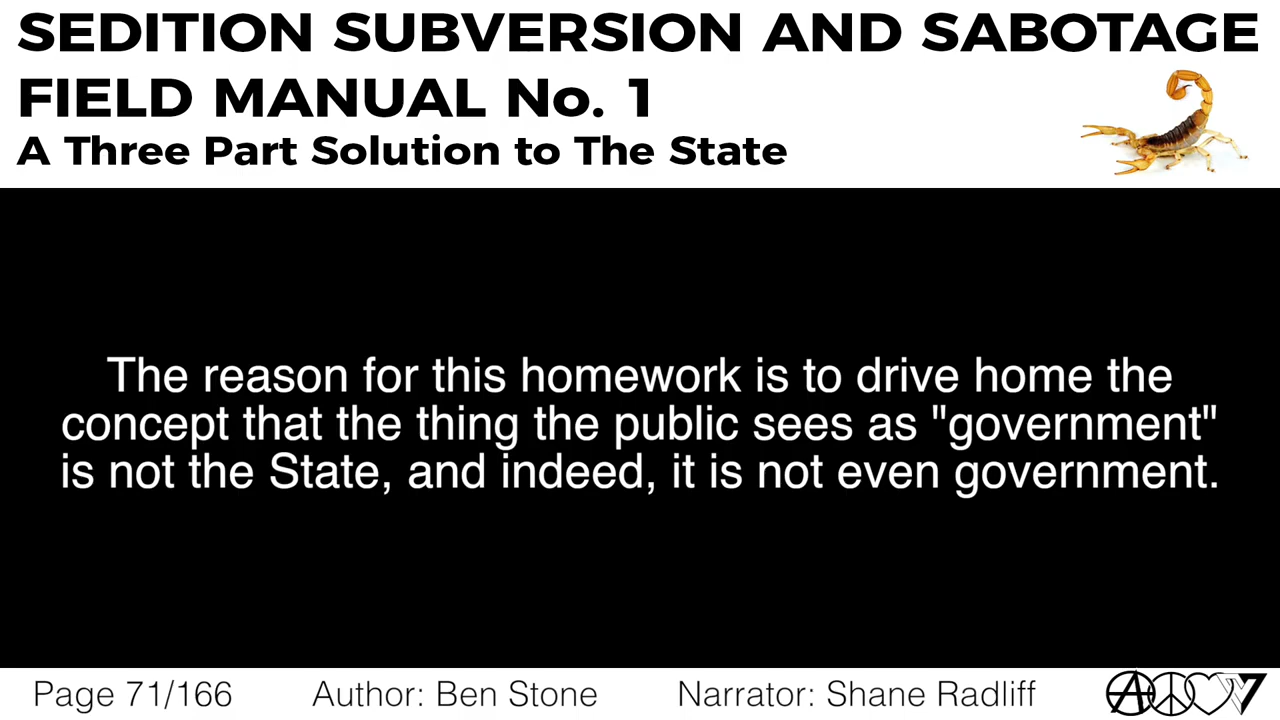 SEDITION SUBVERSION AND SABOTAGE
FIELD MANUAL No. 1
A Three Part Solution to The State
The reason for this homework is to drive home the
concept that the thing the public sees as "government"
is not the State, and indeed, it is not even government.
Page 71/166 Author: Ben Stone Narrator: Shane Radliff